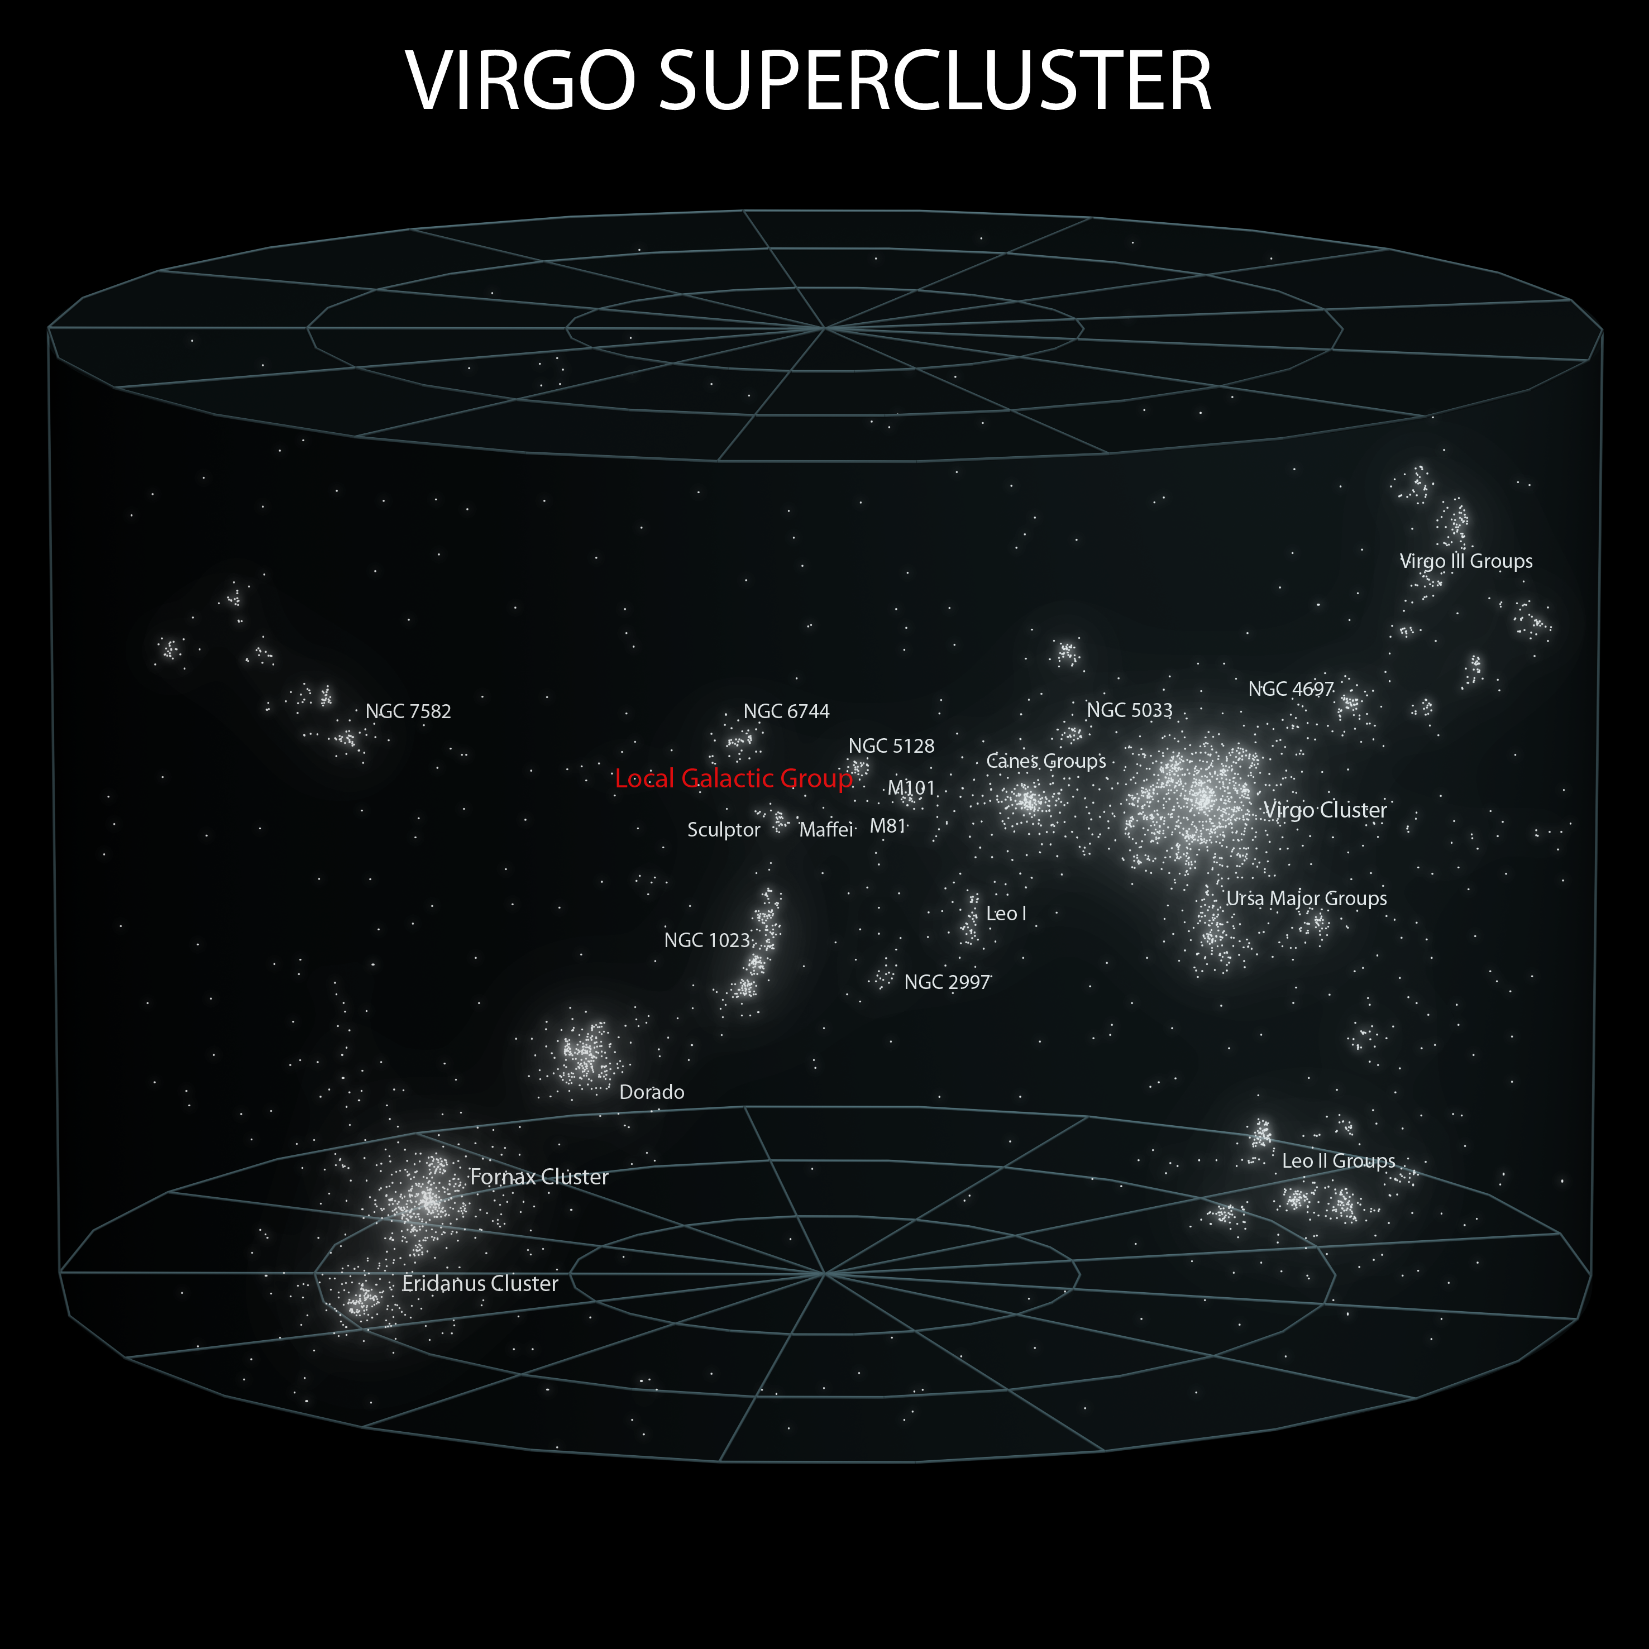 VIRGO SUPERCLUSTER
Virgo III Groups
NGC 7582
NGC 6744
NGC 5033
NGC 4697
NGC 5128
Canes Groups
Local Galactic Group
M101
Virgo Cluster
Sculptor
Maffei
M81
Ursa Major Groups
Leo I
NGC 1023
NGC 2997
Dorado
Leo II Groups
Fornax Cluster
Eridanus Cluster